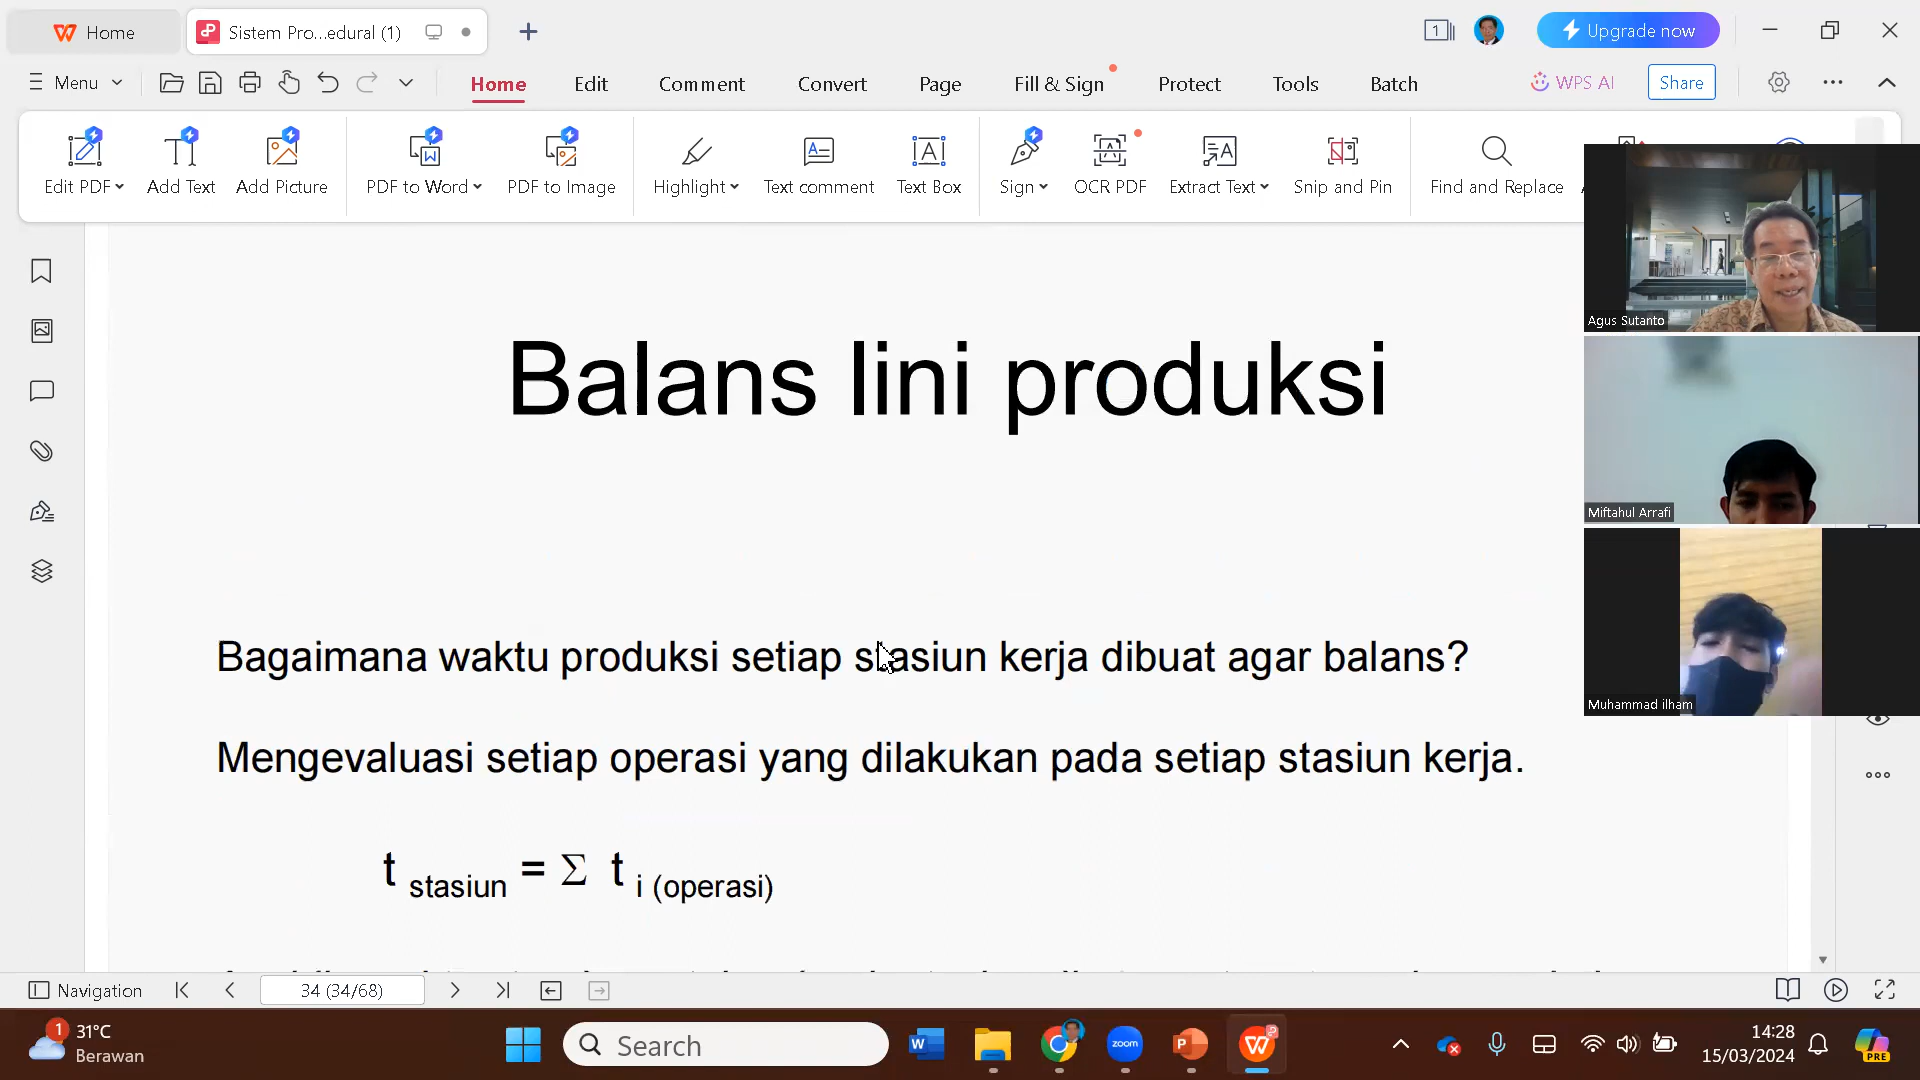 Home
Sistem Pro...edural (1)
1
Upgrade now
Menu
Home
Edit
Comment
Convert
Page
Fill & Sign
Protect
Tools
Batch
WPS AI
Share
Edit PDF
Add Text
Add Picture
PDF to Word
PDF to Image
Highlight
Text comment
Text Box
Sign
OCR PDF
Extract Text
Snip and Pin
Find and Replace
Agus Sutanto
Miftahul Arrafi
Muhammad ilham
Balans lini produksi
Bagaimana waktu produksi setiap stasiun kerja dibuat agar balans?
Mengevaluasi setiap operasi yang dilakukan pada setiap stasiun kerja.
t stasiun = Σ t i (operasi)
Navigation
34 (34/68)
1
31°C
Berawan
Search
zoom
14:28
15/03/2024
PRE